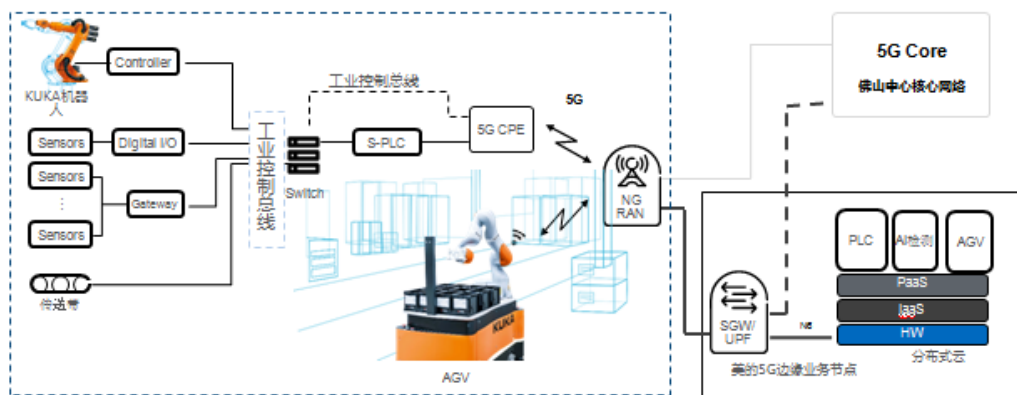 KUKA机器
人
Controller
Sensors
Digital I/O
Sensors
⋮
Sensors
Gateway
传送带
工业控制总线
Switch
工业控制总线
S-PLC
5G CPE
5G
NG
RAN
KUKA
AGV
5G Core
佛山中心核心网络
PLC
AI检测
AGV
PaaS
IaaS
HW
SGW/
UPF
N6
分布式云
美的5G边缘业务节点